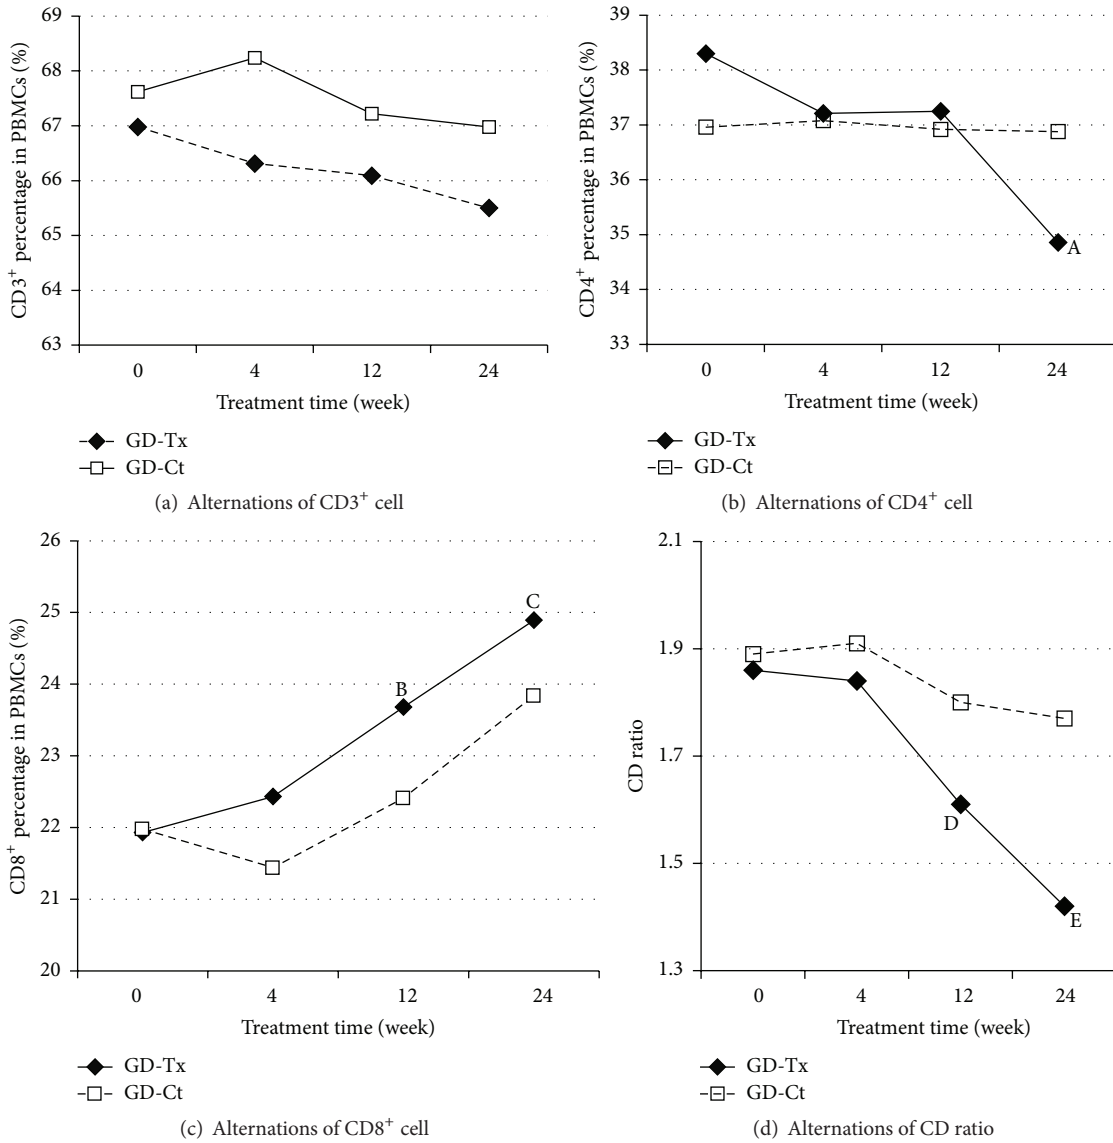 CD3+ percentage in PBMCs (%)
69
68
67
66
65
64
63
0 4 12 24
Treatment time (week)
GD-Tx
GD-Ct
(a) Alternations of CD3+ cell
CD4+ percentage in PBMCs (%)
39
38
37
36
35
34
33
A
0 4 12 24
Treatment time (week)
GD-Tx
GD-Ct
(b) Alternations of CD4+ cell
CD8+ percentage in PBMCs (%)
26
25
24
23
22
21
20
B
C
0 4 12 24
Treatment time (week)
GD-Tx
GD-Ct
(c) Alternations of CD8+ cell
CD ratio
2.1
1.9
1.7
1.5
1.3
D
E
0 4 12 24
Treatment time (week)
GD-Tx
GD-Ct
(d) Alternations of CD ratio